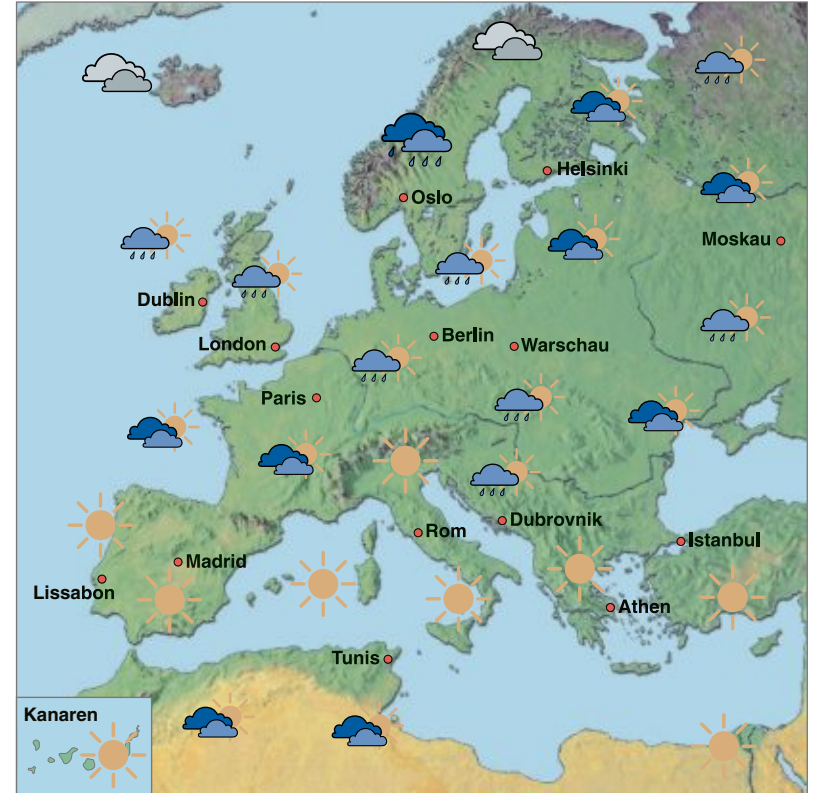 Helsinki
Oslo
Moskau
Dublin
Berlin
London
Warschau
Paris
Dubrovnik
Rom
Istanbul
Madrid
Lissabon
Athen
Tunis
Kanaren